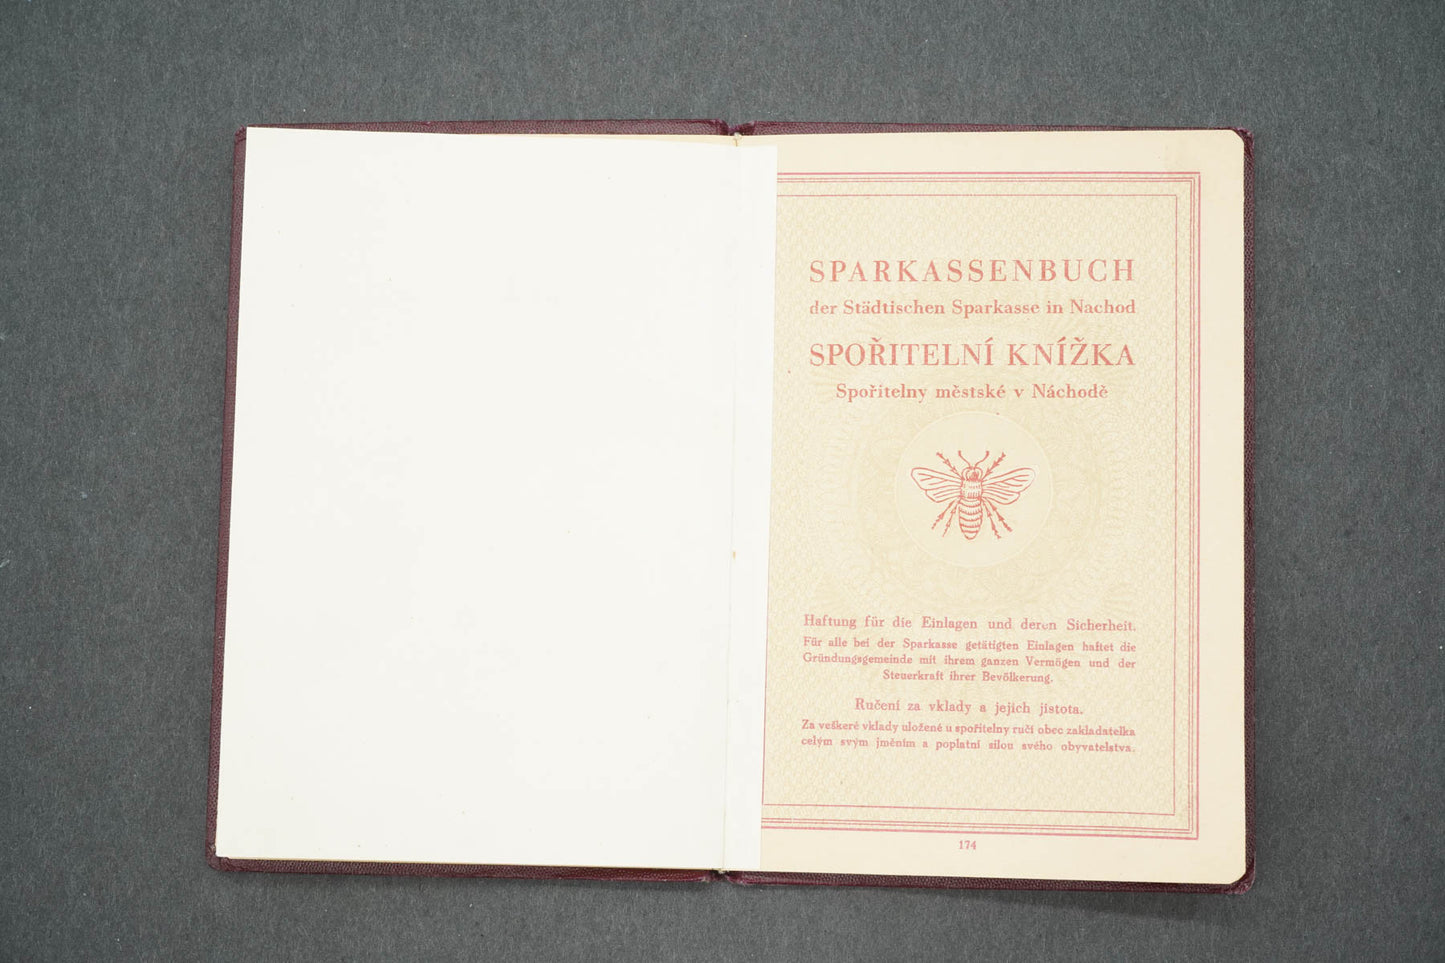 SPARKASSENBUCH
der Städtischen Sparkasse in Nachod
SPOŘITELNÍ KNÍŽKA
Spořitelny městské v Náchodě
Haftung für die Einlagen und deren Sicherheit.
Für alle bei der Sparkasse getätigten Einlagen haftet die
Gründungsgemeinde mit ihrem ganzen Vermögen und der
Steuerkraft ihrer Bevölkerung.
Ručení za vklady a jejich jistota.
Za veškeré vklady uložené u spořitelny ručí obec zakladatelka
celým svým jměním a poplatní silou svého obyvatelstva.
174